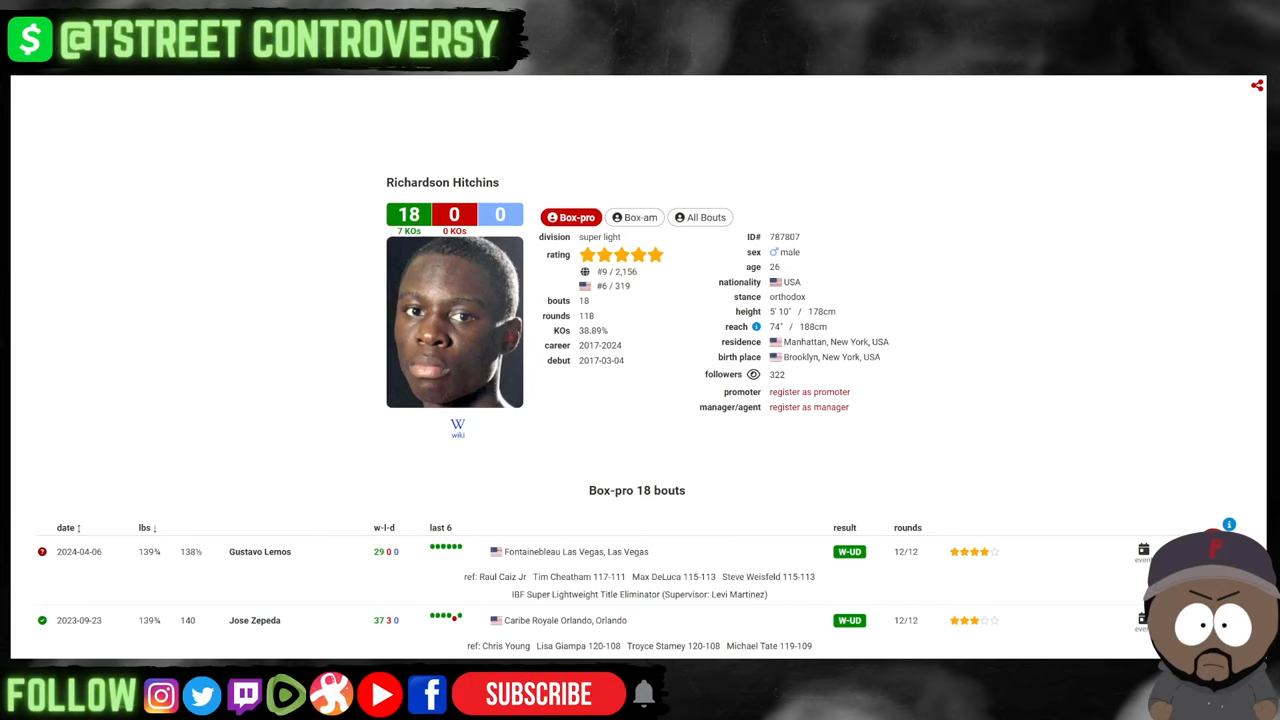 $ @TSTREET CONTROVERSY
Richardson Hitchins
18 0 0
7 KOs 0 KOs
W
wiki
Box-pro Box-am All Bouts
division super light
rating
#9 / 2,156
#6 / 319
bouts 18
rounds 118
KOs 38.89%
career 2017-2024
debut 2017-03-04
ID# 787807
sex male
age 26
nationality USA
stance orthodox
height 5' 10" / 178cm
reach 74" / 188cm
residence Manhattan, New York, USA
birth place Brooklyn, New York, USA
followers 322
promoter register as promoter
manager/agent register as manager
Box-pro 18 bouts
date lbs w-l-d last 6 result rounds
2024-04-06 139¾ 138½ Gustavo Lemos 29 0 0 Fontainebleau Las Vegas, Las Vegas W-UD 12/12
ref: Raul Caiz Jr Tim Cheatham 117-111 Max DeLuca 115-113 Steve Weisfeld 115-113
IBF Super Lightweight Title Eliminator (Supervisor: Levi Martinez)
2023-09-23 139¾ 140 Jose Zepeda 37 3 0 Caribe Royale Orlando, Orlando W-UD 12/12
ref: Chris Young Lisa Giampa 120-108 Troyce Stamey 120-108 Michael Tate 119-109
P
FOLLOW SUBSCRIBE